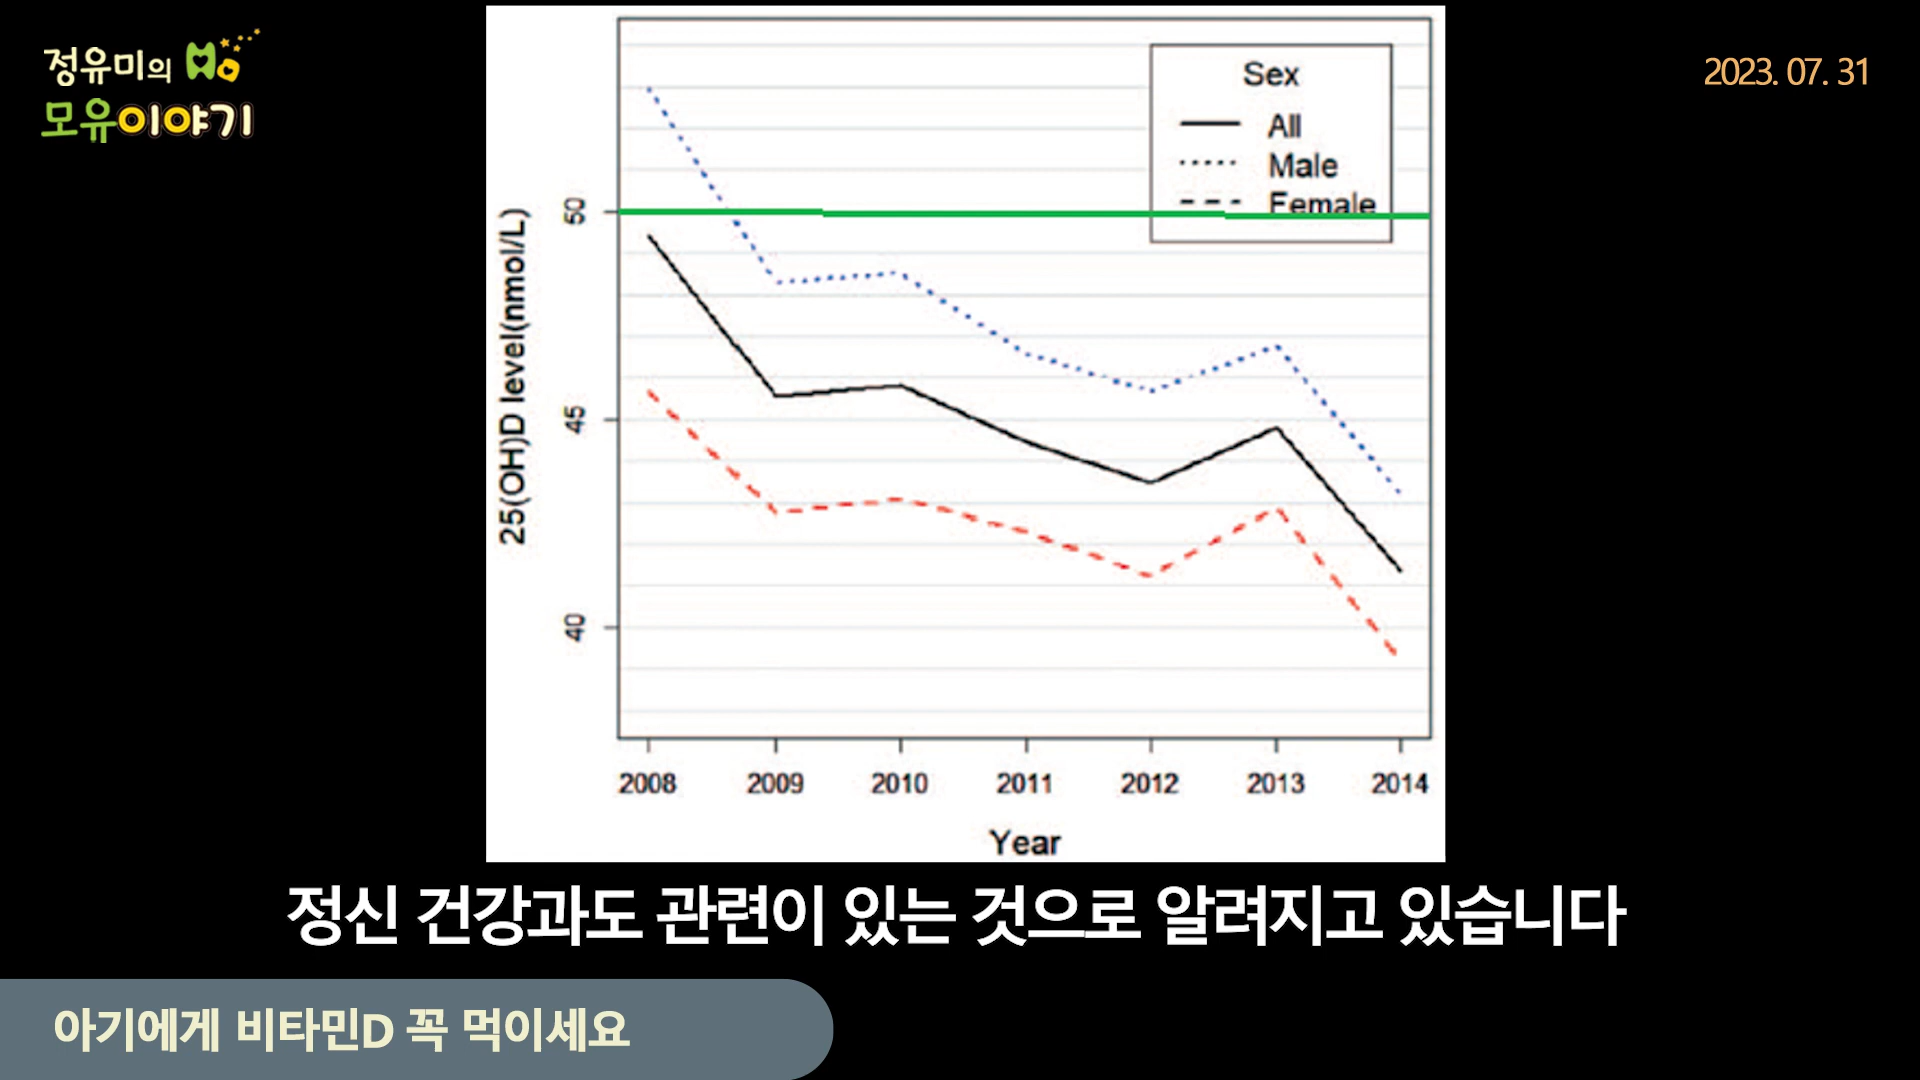 정유미의
모유이야기
2023. 07. 31
Sex
All
Male
Female
25(OH)D level(nmol/L)
50
45
40
2008 2009 2010 2011 2012 2013 2014
Year
정신 건강과도 관련이 있는 것으로 알려지고 있습니다
아기에게 비타민D 꼭 먹이세요